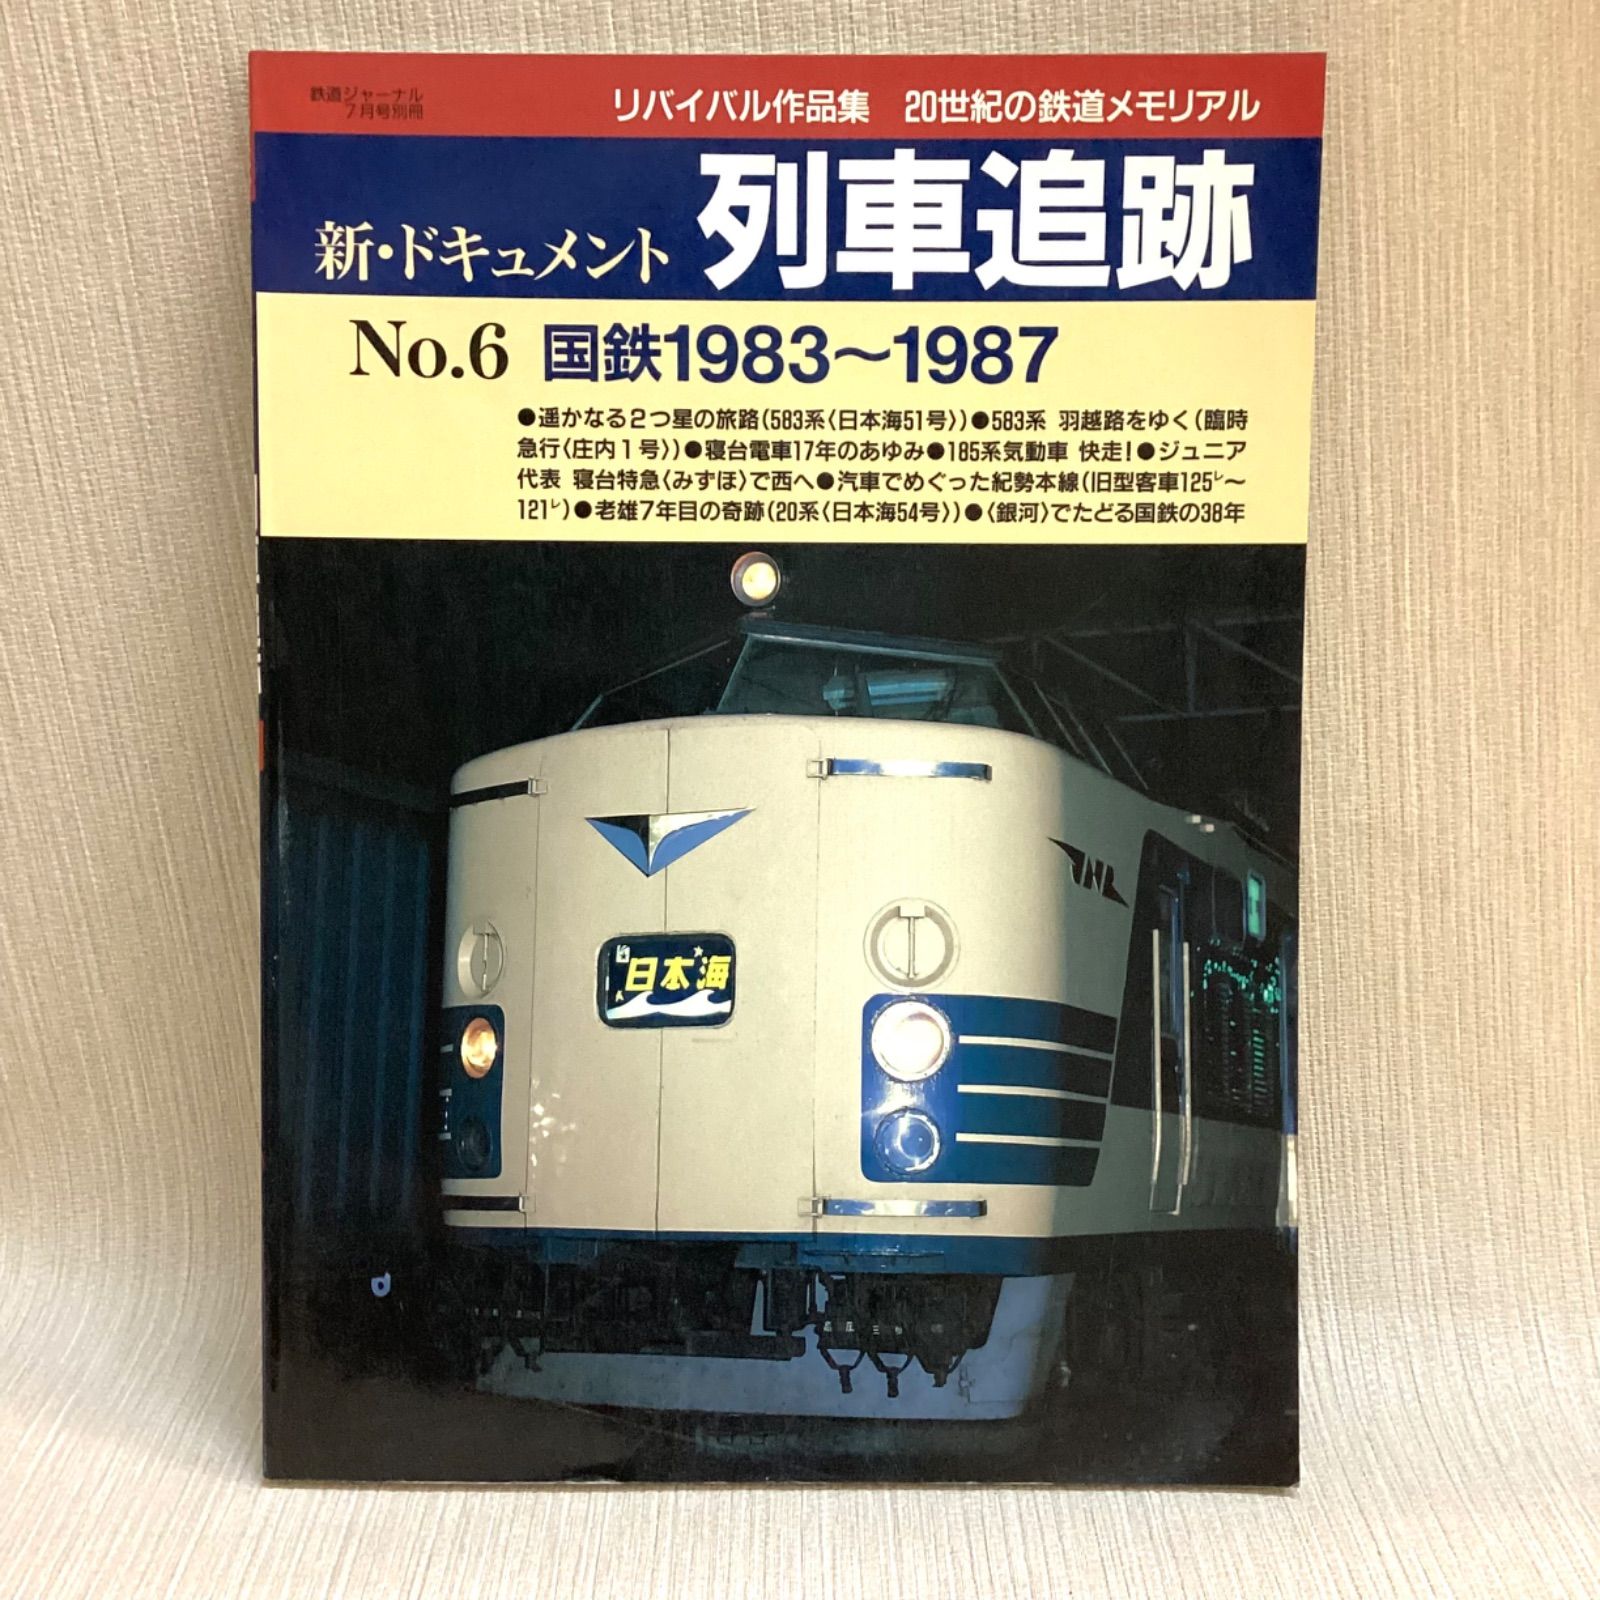 鉄道ジャーナル
7月号別冊
リバイバル作品集 20世紀の鉄道メモリアル
新・ドキュメント 列車追跡
No.6 国鉄1983〜1987
●遥かなる2つ星の旅路(583系〈日本海51号〉)●583系 羽越路をゆく(臨時
急行〈庄内1号〉)●寝台電車17年のあゆみ●185系気動車 快走!●ジュニア
代表 寝台特急〈みずほ〉で西へ●汽車でめぐった紀勢本線(旧型客車125レ〜
121レ)●老雄7年目の奇跡(20系〈日本海54号〉)●〈銀河〉でたどる国鉄の38年
JNR
日本海